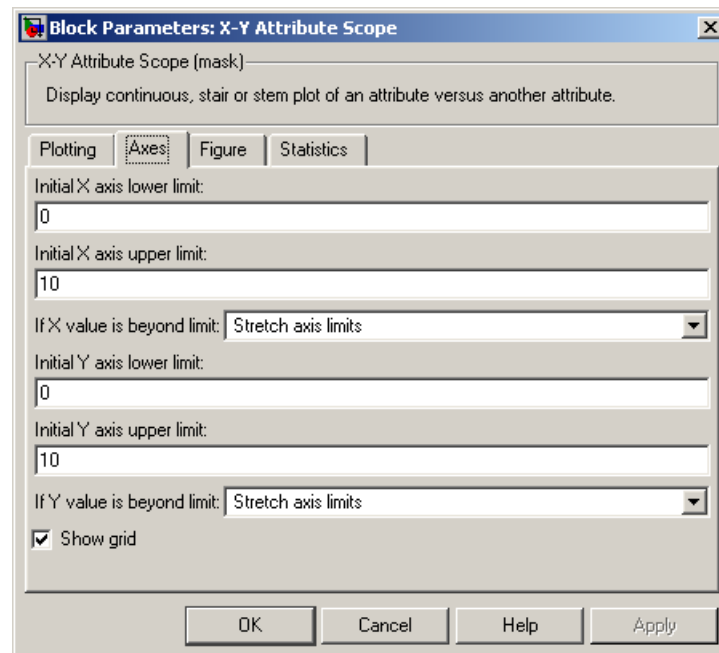 Block Parameters: X-Y Attribute Scope
X-Y Attribute Scope (mask)
Display continuous, stair or stem plot of an attribute versus another attribute.
Plotting Axes Figure Statistics
Initial X axis lower limit:
0
Initial X axis upper limit:
10
If X value is beyond limit: Stretch axis limits
Initial Y axis lower limit:
0
Initial Y axis upper limit:
10
If Y value is beyond limit: Stretch axis limits
Show grid
OK Cancel Help Apply